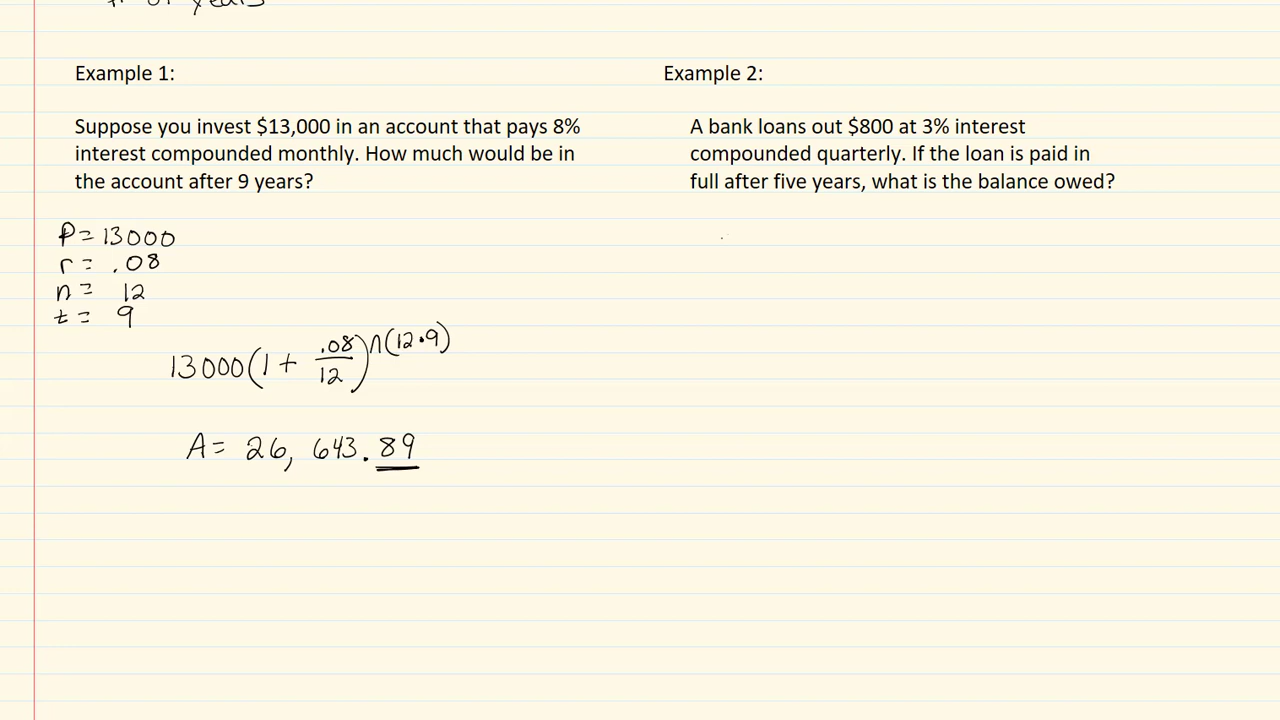 # of years
Example 1:
Suppose you invest $13,000 in an account that pays 8%
interest compounded monthly. How much would be in
the account after 9 years?
P = 13000
r = .08
n = 12
t = 9
13000(1 + .08/12)^(12·9)
A = 26,643.89
Example 2:
A bank loans out $800 at 3% interest
compounded quarterly. If the loan is paid in
full after five years, what is the balance owed?